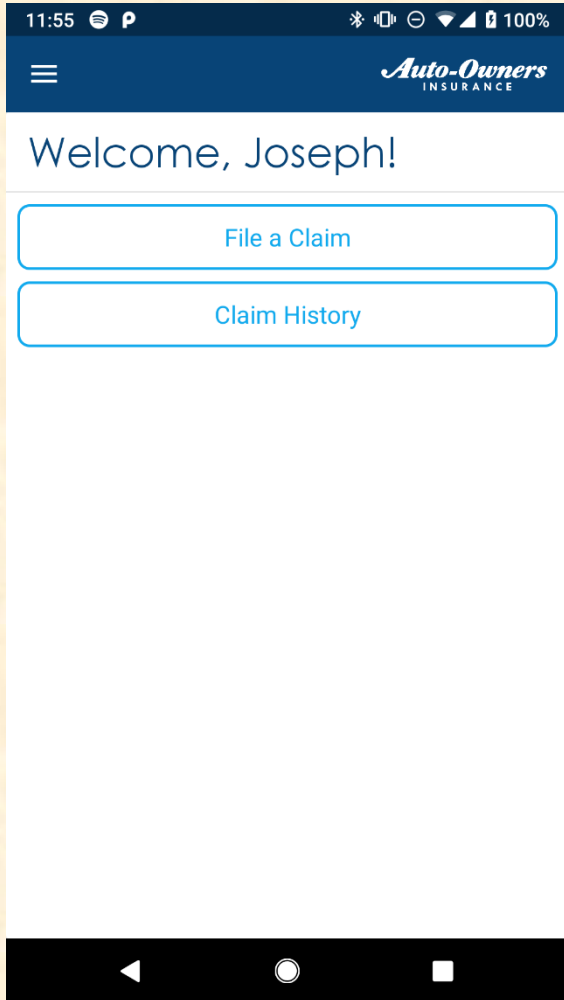 11:55 100%
Auto-Owners
INSURANCE
Welcome, Joseph!
File a Claim
Claim History